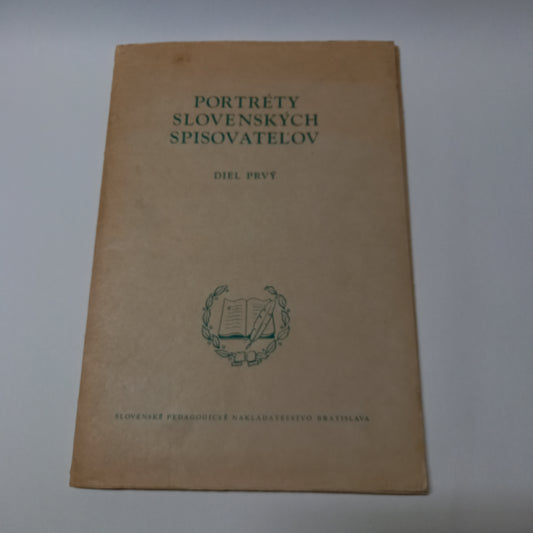 PORTRÉTY
SLOVENSKÝCH
SPISOVATEĽOV
DIEL PRVÝ
SLOVENSKÉ PEDAGOGICKÉ NAKLADATEĽSTVO BRATISLAVA